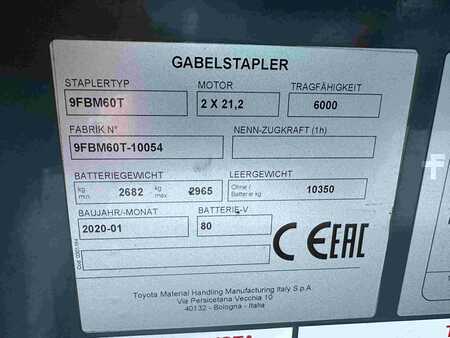 GABELSTAPLER
STAPLERTYP MOTOR TRAGFÄHIGKEIT
9FBM60T 2 X 21,2 6000
FABRIK N° NENN-ZUGKRAFT (1h)
9FBM60T-10054
BATTERIEGEWICHT LEERGEWICHT
kg min. 2682 kg max. 2965 Ohne / Batterie kg 10350
BAUJAHR/-MONAT BATTERIE-V
2020-01 80
CE EAC
Toyota Material Handling Manufacturing Italy S.p.A.
Via Persicetana Vecchia 10
40132 - Bologna - Italia